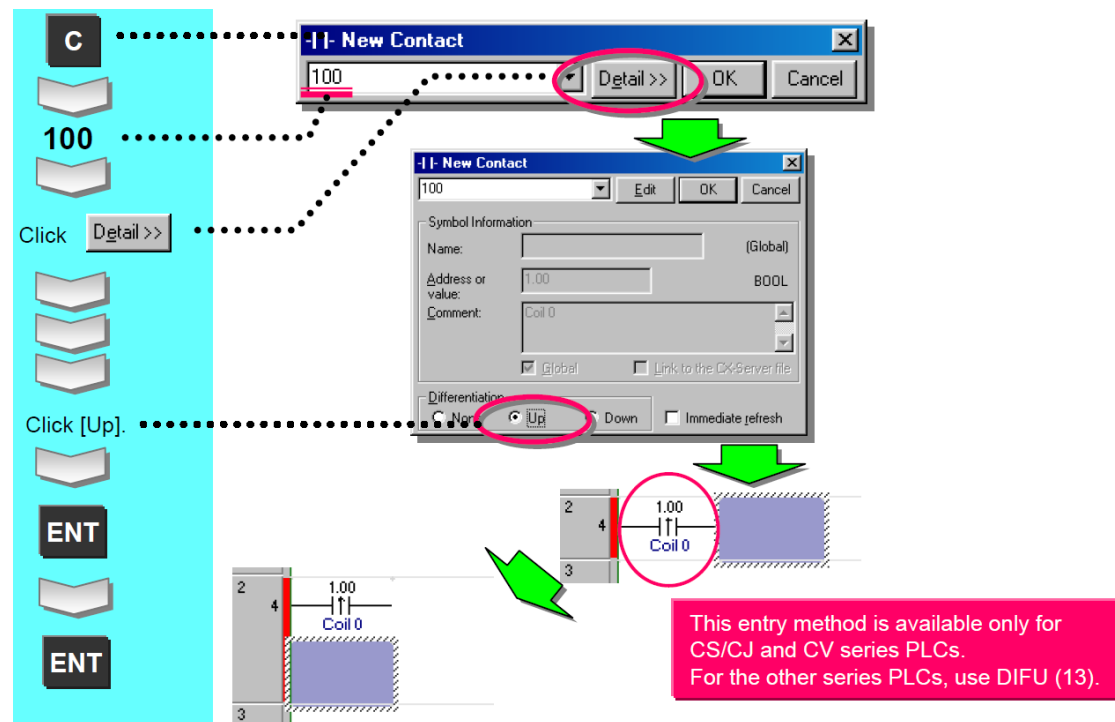 C
100
Click Detail >>
Click [Up].
ENT
ENT
-| |- New Contact
100
Detail >>
OK
Cancel
-| |- New Contact
100
Edit
OK
Cancel
Symbol Information
Name:
(Global)
Address or
value:
1.00
BOOL
Comment:
Coil 0
Global
Link to the CX-Server file
Differentiation
Up
Down
Immediate refresh
2
4
1.00
Coil 0
3
2
4
1.00
Coil 0
3
This entry method is available only for
CS/CJ and CV series PLCs.
For the other series PLCs, use DIFU (13).